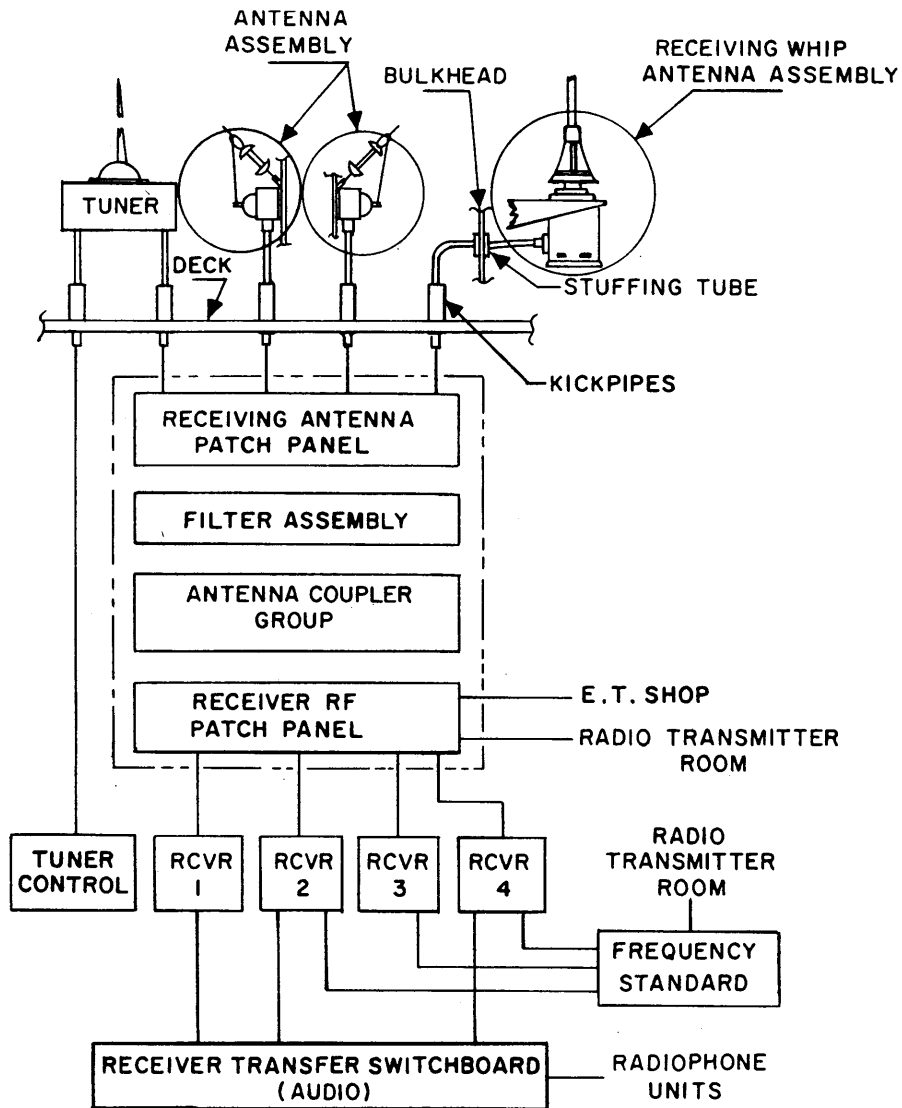 ANTENNA
ASSEMBLY
RECEIVING WHIP
ANTENNA ASSEMBLY
BULKHEAD
TUNER
DECK
STUFFING TUBE
KICKPIPES
RECEIVING ANTENNA
PATCH PANEL
FILTER ASSEMBLY
ANTENNA COUPLER
GROUP
RECEIVER RF
PATCH PANEL
E.T. SHOP
RADIO TRANSMITTER
ROOM
TUNER
CONTROL
RCVR
1
RCVR
2
RCVR
3
RCVR
4
RADIO
TRANSMITTER
ROOM
FREQUENCY
STANDARD
RECEIVER TRANSFER SWITCHBOARD
(AUDIO)
RADIOPHONE
UNITS